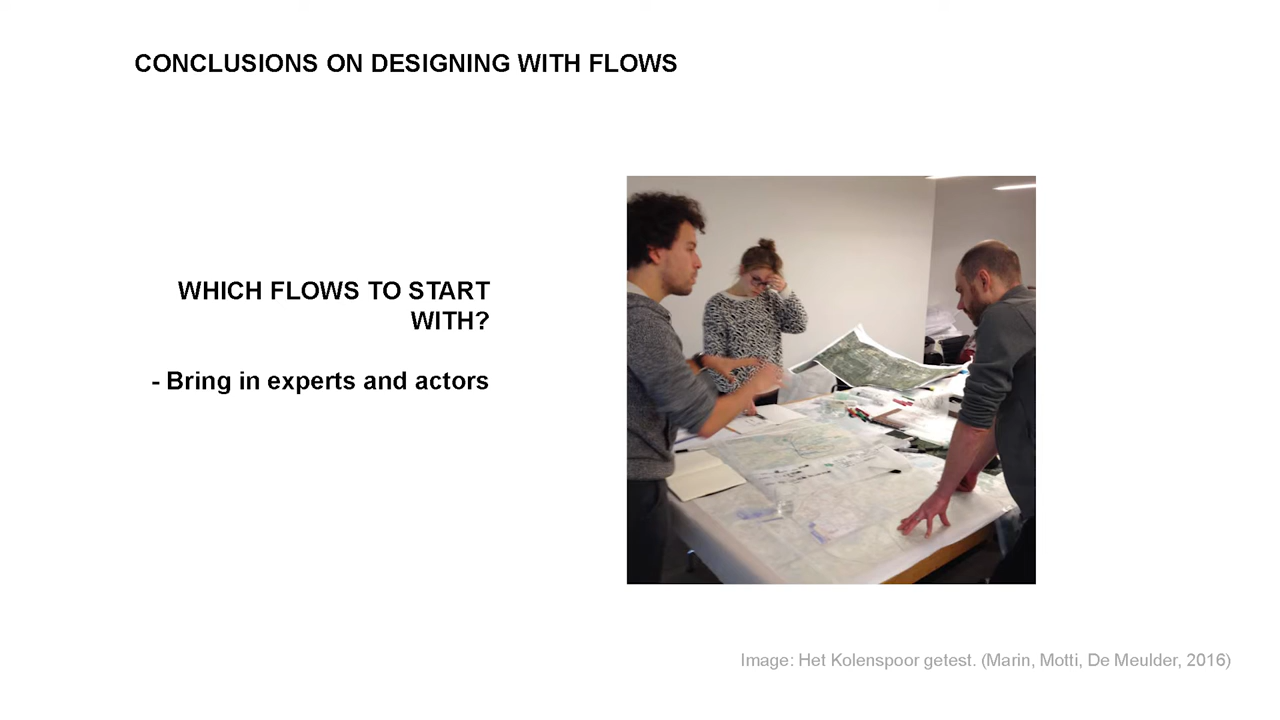 CONCLUSIONS ON DESIGNING WITH FLOWS
WHICH FLOWS TO START
WITH?
- Bring in experts and actors
Image: Het Kolenspoor getest. (Marin, Motti, De Meulder, 2016)